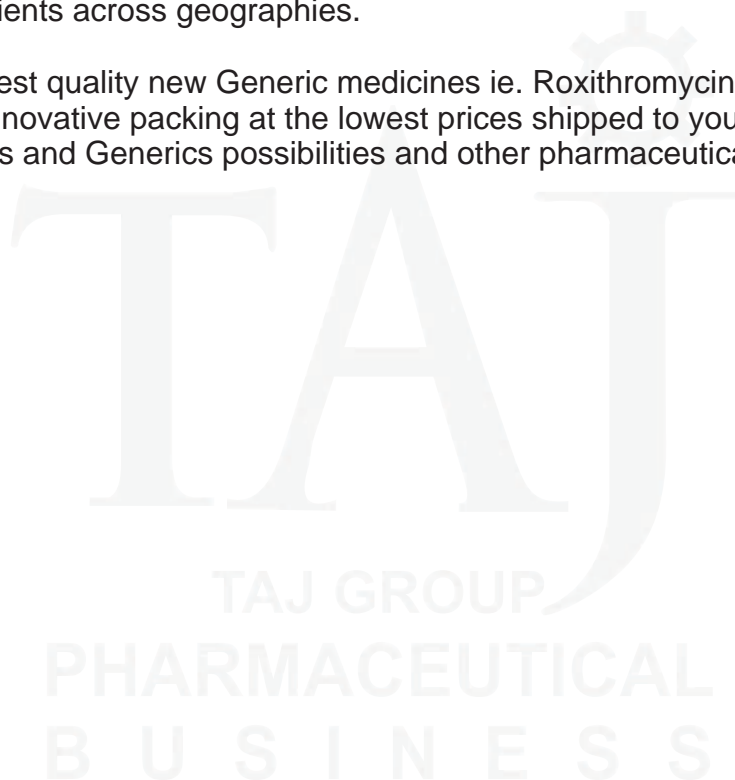 ients across geographies.
est quality new Generic medicines ie. Roxithromycin
novative packing at the lowest prices shipped to you
s and Generics possibilities and other pharmaceutica
TAJ
TAJ GROUP
PHARMACEUTICAL
BUSINESS